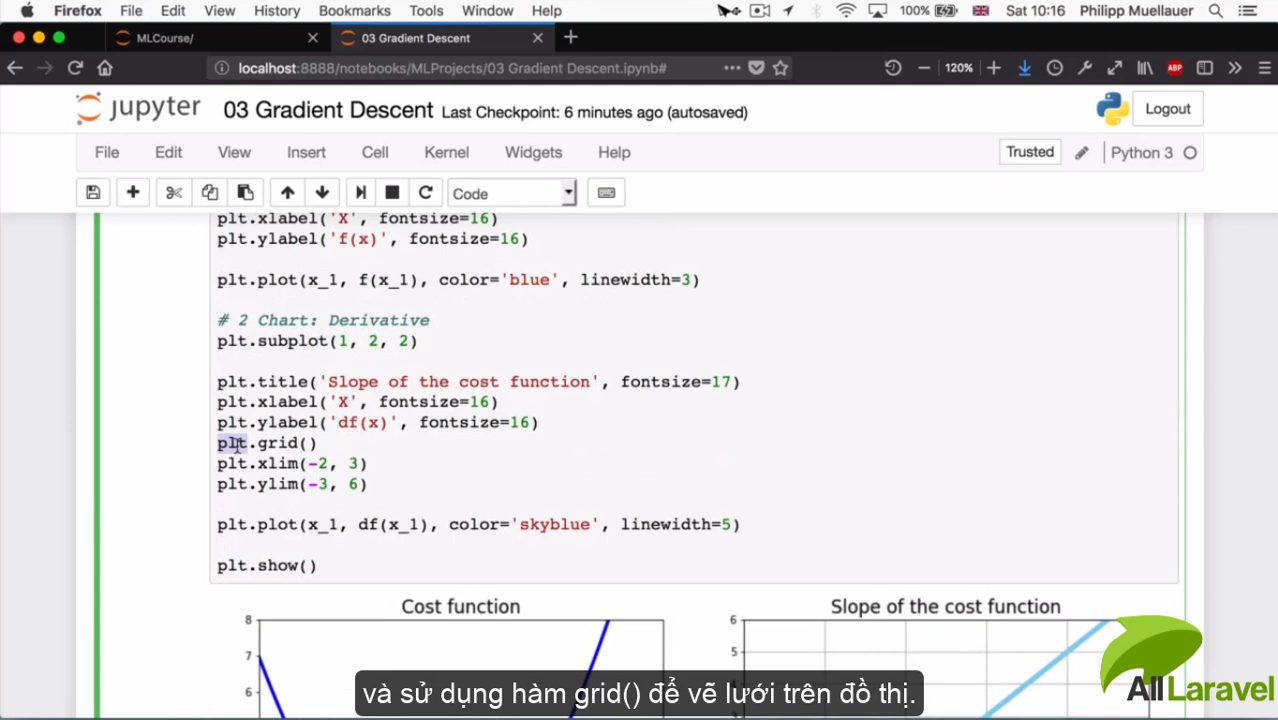 Firefox File Edit View History Bookmarks Tools Window Help 100% Sat 10:16 Philipp Muellauer
MLCourse/ 03 Gradient Descent
localhost:8888/notebooks/MLProjects/03 Gradient Descent.ipynb# 120% ABP
jupyter 03 Gradient Descent Last Checkpoint: 6 minutes ago (autosaved) Logout
File Edit View Insert Cell Kernel Widgets Help Trusted Python 3
Code
plt.xlabel('X', fontsize=16)
plt.ylabel('f(x)', fontsize=16)
plt.plot(x_1, f(x_1), color='blue', linewidth=3)
# 2 Chart: Derivative
plt.subplot(1, 2, 2)
plt.title('Slope of the cost function', fontsize=17)
plt.xlabel('X', fontsize=16)
plt.ylabel('df(x)', fontsize=16)
plt.grid()
plt.xlim(-2, 3)
plt.ylim(-3, 6)
plt.plot(x_1, df(x_1), color='skyblue', linewidth=5)
plt.show()
Cost function Slope of the cost function
8 6
7 5
6
và sử dụng hàm grid() để vẽ lưới trên đồ thị.
All Laravel